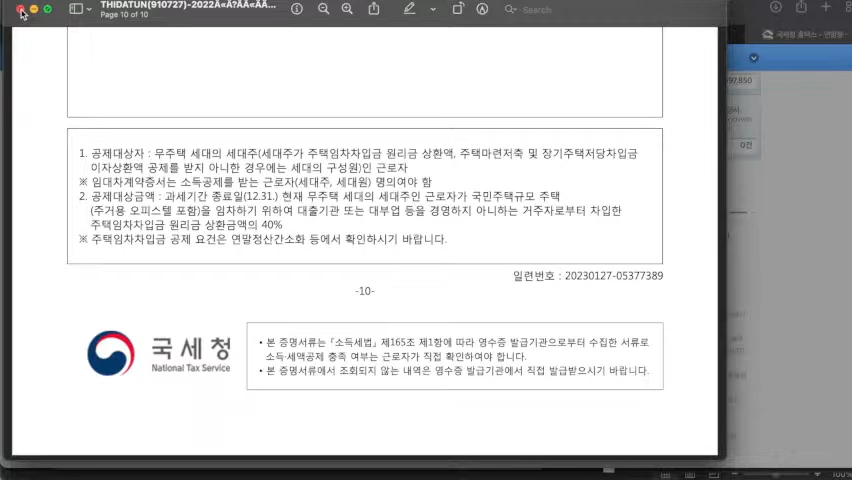 THIDATUN(910727)-2022Ä«Ä?ÃÄ«ÃÃ...
Page 10 of 10
Search
국세청 홈택스 - 연말정-
97,850
0건
1. 공제대상자 : 무주택 세대의 세대주(세대주가 주택임차차입금 원리금 상환액, 주택마련저축 및 장기주택저당차입금
이자상환액 공제를 받지 아니한 경우에는 세대의 구성원)인 근로자
※ 임대차계약증서는 소득공제를 받는 근로자(세대주, 세대원) 명의여야 함
2. 공제대상금액 : 과세기간 종료일(12.31.) 현재 무주택 세대의 세대주인 근로자가 국민주택규모 주택
(주거용 오피스텔 포함)을 임차하기 위하여 대출기관 또는 대부업 등을 경영하지 아니하는 거주자로부터 차입한
주택임차차입금 원리금 상환금액의 40%
※ 주택임차차입금 공제 요건은 연말정산간소화 등에서 확인하시기 바랍니다.
일련번호 : 20230127-05377389
-10-
국세청
National Tax Service
• 본 증명서류는 「소득세법」 제165조 제1항에 따라 영수증 발급기관으로부터 수집한 서류로
소득·세액공제 충족 여부는 근로자가 직접 확인하여야 합니다.
• 본 증명서류에서 조회되지 않는 내역은 영수증 발급기관에서 직접 발급받으시기 바랍니다.
100%